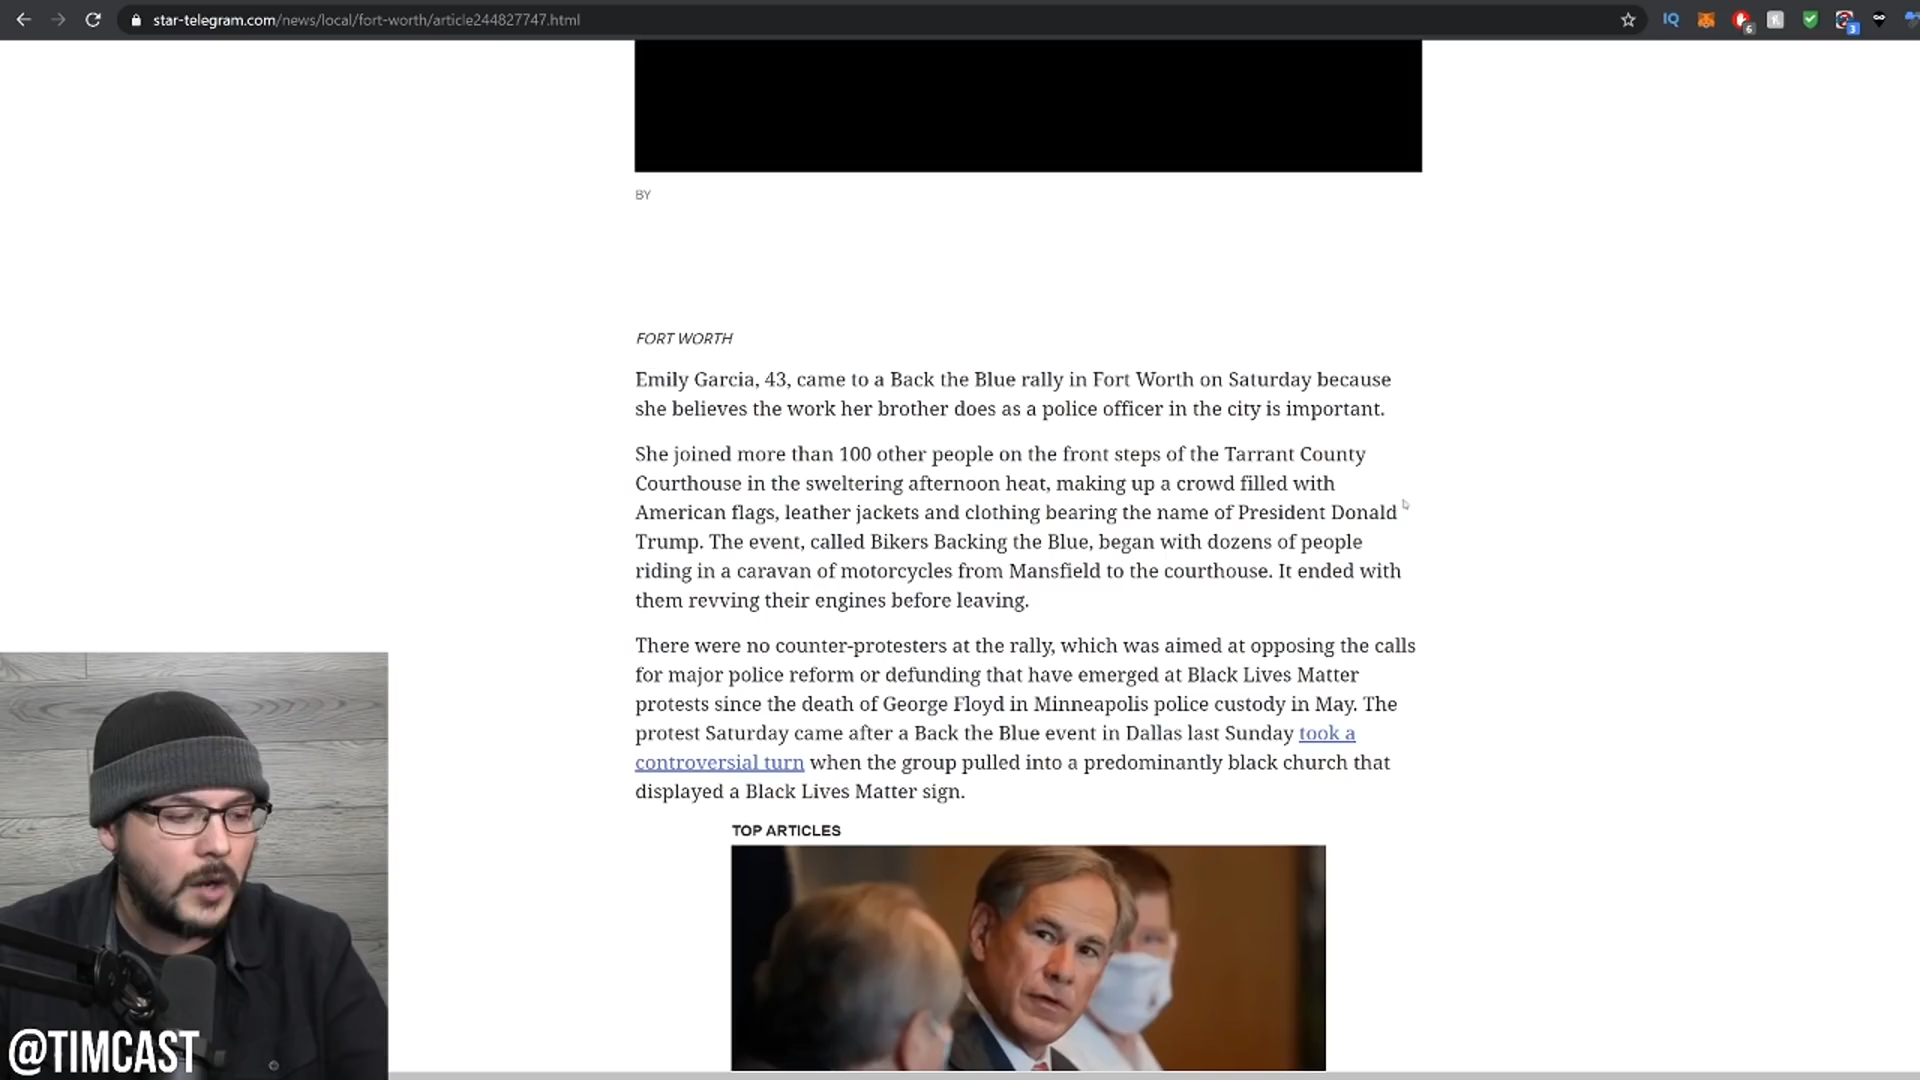 star-telegram.com/news/local/fort-worth/article244827747.html
IQ
6
3
BY
FORT WORTH
Emily Garcia, 43, came to a Back the Blue rally in Fort Worth on Saturday because
she believes the work her brother does as a police officer in the city is important.
She joined more than 100 other people on the front steps of the Tarrant County
Courthouse in the sweltering afternoon heat, making up a crowd filled with
American flags, leather jackets and clothing bearing the name of President Donald
Trump. The event, called Bikers Backing the Blue, began with dozens of people
riding in a caravan of motorcycles from Mansfield to the courthouse. It ended with
them revving their engines before leaving.
There were no counter-protesters at the rally, which was aimed at opposing the calls
for major police reform or defunding that have emerged at Black Lives Matter
protests since the death of George Floyd in Minneapolis police custody in May. The
protest Saturday came after a Back the Blue event in Dallas last Sunday took a
controversial turn when the group pulled into a predominantly black church that
displayed a Black Lives Matter sign.
TOP ARTICLES
@TIMCAST